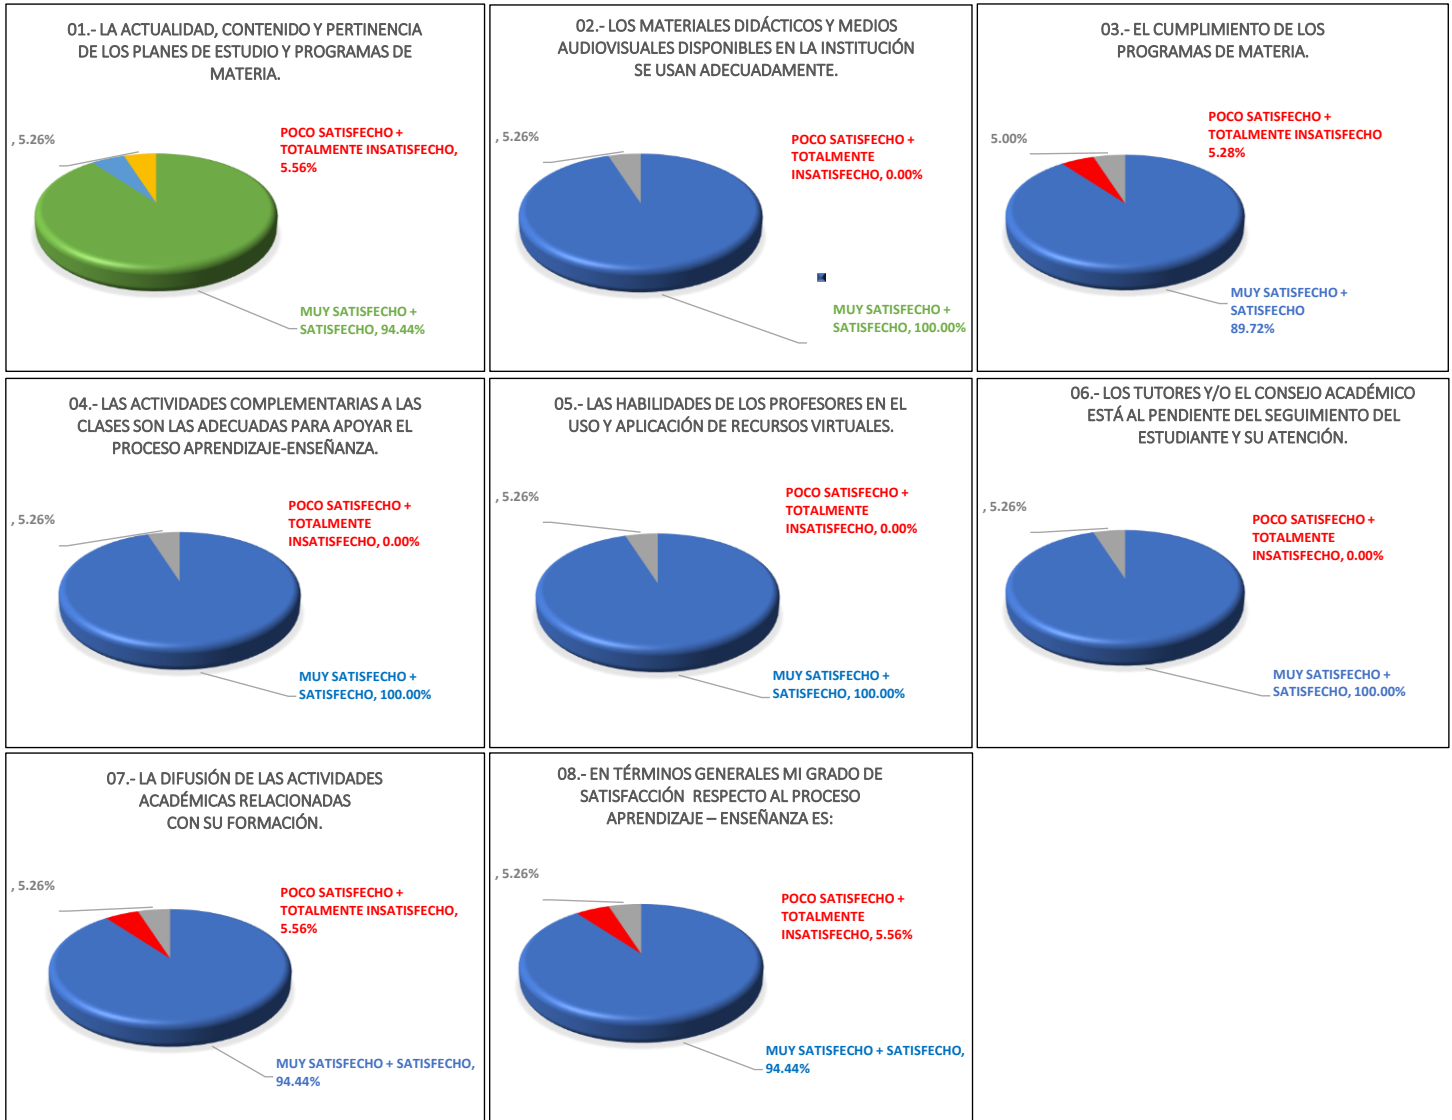 01.- LA ACTUALIDAD, CONTENIDO Y PERTINENCIA
DE LOS PLANES DE ESTUDIO Y PROGRAMAS DE
MATERIA.
, 5.26%
POCO SATISFECHO +
TOTALMENTE INSATISFECHO,
5.56%
MUY SATISFECHO +
SATISFECHO, 94.44%
02.- LOS MATERIALES DIDÁCTICOS Y MEDIOS
AUDIOVISUALES DISPONIBLES EN LA INSTITUCIÓN
SE USAN ADECUADAMENTE.
, 5.26%
POCO SATISFECHO +
TOTALMENTE
INSATISFECHO, 0.00%
MUY SATISFECHO +
SATISFECHO, 100.00%
03.- EL CUMPLIMIENTO DE LOS
PROGRAMAS DE MATERIA.
5.00%
POCO SATISFECHO +
TOTALMENTE INSATISFECHO
5.28%
MUY SATISFECHO +
SATISFECHO
89.72%
04.- LAS ACTIVIDADES COMPLEMENTARIAS A LAS
CLASES SON LAS ADECUADAS PARA APOYAR EL
PROCESO APRENDIZAJE-ENSEÑANZA.
, 5.26%
POCO SATISFECHO +
TOTALMENTE
INSATISFECHO, 0.00%
MUY SATISFECHO +
SATISFECHO, 100.00%
05.- LAS HABILIDADES DE LOS PROFESORES EN EL
USO Y APLICACIÓN DE RECURSOS VIRTUALES.
, 5.26%
POCO SATISFECHO +
TOTALMENTE
INSATISFECHO, 0.00%
MUY SATISFECHO +
SATISFECHO, 100.00%
06.- LOS TUTORES Y/O EL CONSEJO ACADÉMICO
ESTÁ AL PENDIENTE DEL SEGUIMIENTO DEL
ESTUDIANTE Y SU ATENCIÓN.
, 5.26%
POCO SATISFECHO +
TOTALMENTE
INSATISFECHO, 0.00%
MUY SATISFECHO +
SATISFECHO, 100.00%
07.- LA DIFUSIÓN DE LAS ACTIVIDADES
ACADÉMICAS RELACIONADAS
CON SU FORMACIÓN.
, 5.26%
POCO SATISFECHO +
TOTALMENTE INSATISFECHO,
5.56%
MUY SATISFECHO + SATISFECHO,
94.44%
08.- EN TÉRMINOS GENERALES MI GRADO DE
SATISFACCIÓN RESPECTO AL PROCESO
APRENDIZAJE – ENSEÑANZA ES:
, 5.26%
POCO SATISFECHO +
TOTALMENTE
INSATISFECHO, 5.56%
MUY SATISFECHO + SATISFECHO,
94.44%